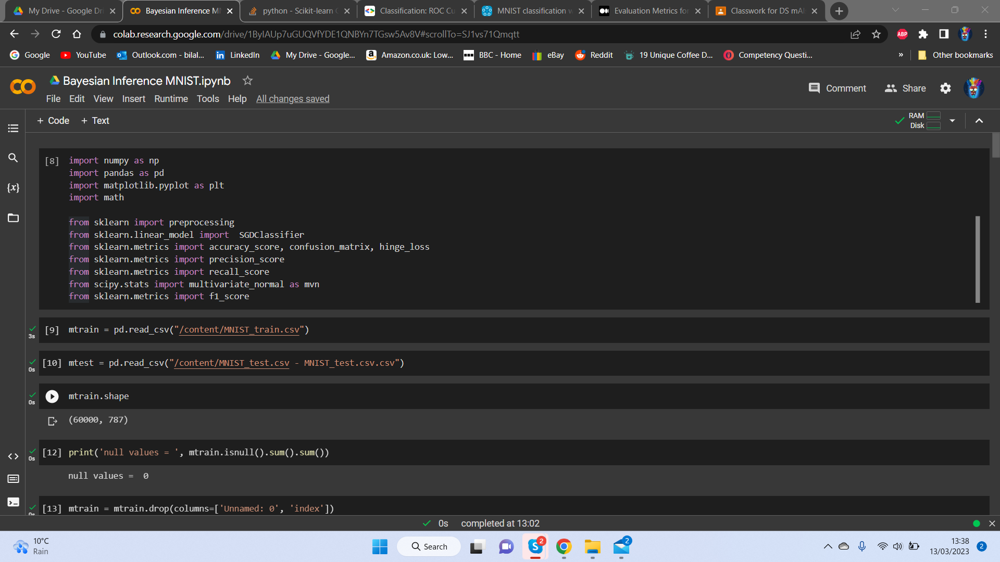 My Drive - Google Dri
Bayesian Inference MN
python - Scikit-learn C
Classification: ROC Cu
MNIST classification w
Evaluation Metrics for
Classwork for DS mAI
colab.research.google.com/drive/1BylAUp7uGUQVfYDE1QNBYn7TGsw5Av8V#scrollTo=SJ1vs71Qmqtt
ABP
Google
YouTube
Outlook.com - bilal...
LinkedIn
My Drive - Google...
Amazon.co.uk: Low...
BBC - Home
eBay
Reddit
19 Unique Coffee D...
Competency Questi...
»
Other bookmarks
Bayesian Inference MNIST.ipynb
Comment
Share
File Edit View Insert Runtime Tools Help All changes saved
+ Code + Text
RAM
Disk
[8] import numpy as np
import pandas as pd
import matplotlib.pyplot as plt
import math
from sklearn import preprocessing
from sklearn.linear_model import  SGDClassifier
from sklearn.metrics import accuracy_score, confusion_matrix, hinge_loss
from sklearn.metrics import precision_score
from sklearn.metrics import recall_score
from scipy.stats import multivariate_normal as mvn
from sklearn.metrics import f1_score
{x}
3s
[9] mtrain = pd.read_csv("/content/MNIST_train.csv")
0s
[10] mtest = pd.read_csv("/content/MNIST_test.csv - MNIST_test.csv.csv")
0s
mtrain.shape
(60000, 787)
0s
[12] print('null values = ', mtrain.isnull().sum().sum())
null values =  0
0s
[13] mtrain = mtrain.drop(columns=['Unnamed: 0', 'index'])
0s completed at 13:02
10°C
Rain
Search
2
2
13:38
13/03/2023
2